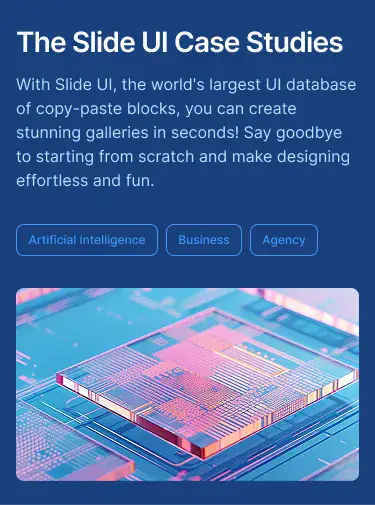 The Slide UI Case Studies
With Slide UI, the world's largest UI database
of copy-paste blocks, you can create
stunning galleries in seconds! Say goodbye
to starting from scratch and make designing
effortless and fun.
Artificial intelligence
Business
Agency